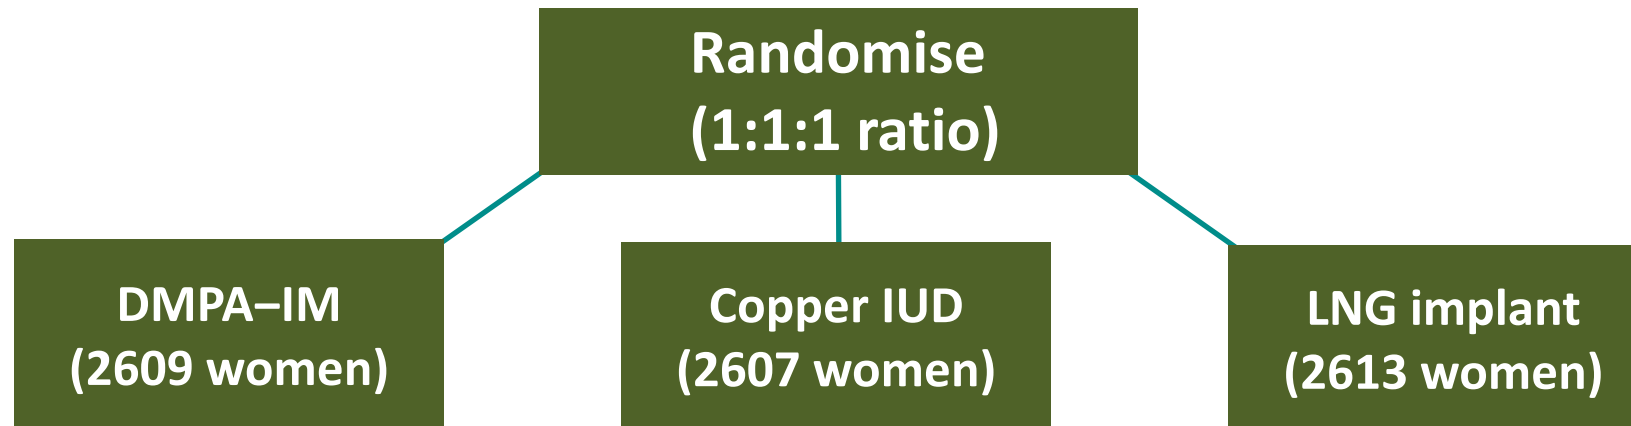 Randomise
(1:1:1 ratio)
DMPA–IM
(2609 women)
Copper IUD
(2607 women)
LNG implant
(2613 women)